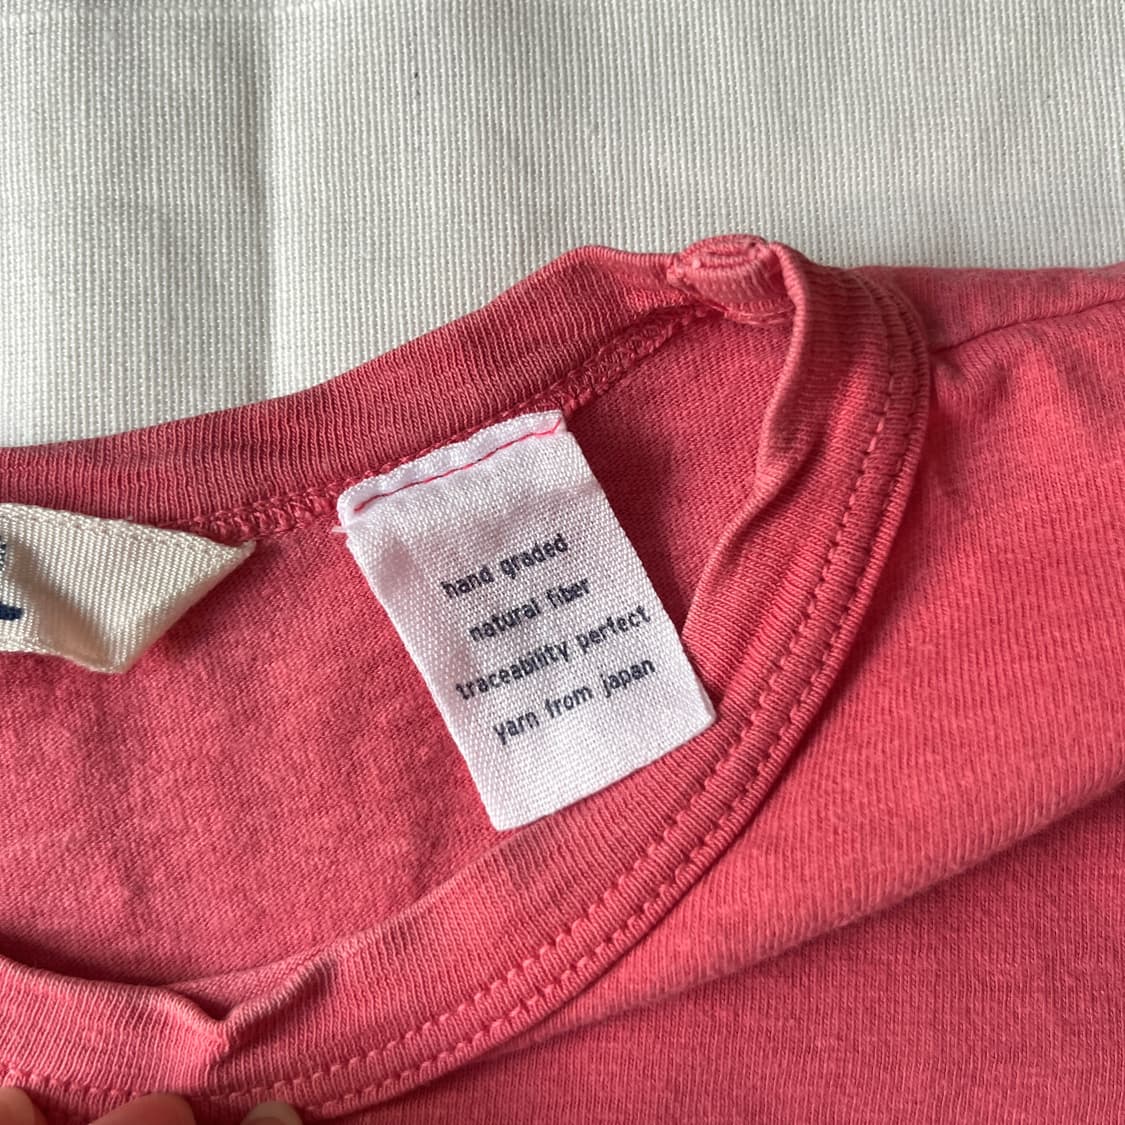 hand graded
natural fiber
traceability perfect
yarn from japan